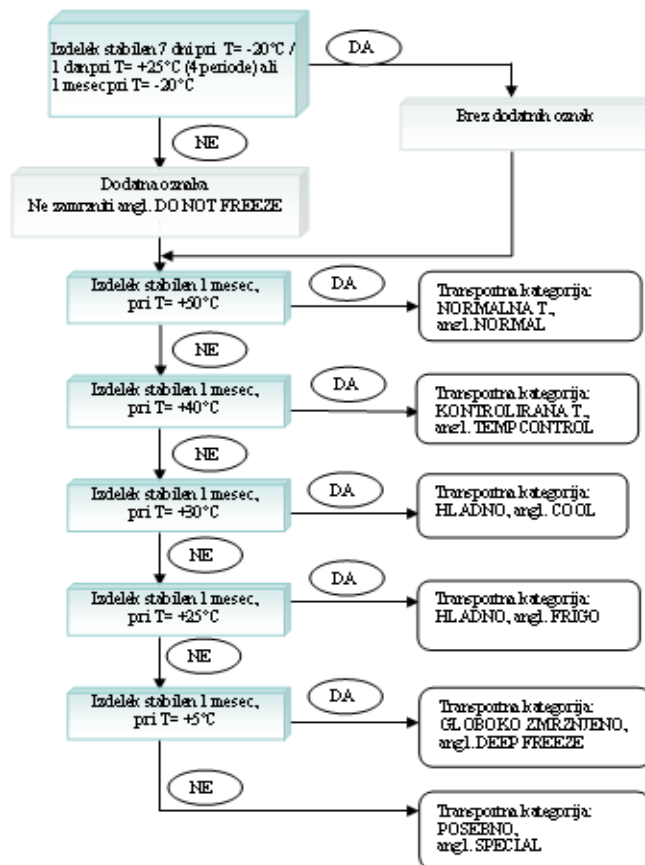 Izdelek stabilen 7 dni pri T= -20°C /
1 dan pri T= +25°C (4 periode) ali
1 mesec pri T= -20°C
DA
Brez dodatnih oznak
NE
Dodatna oznaka
Ne zamrzniti angl. DO NOT FREEZE
Izdelek stabilen 1 mesec,
pri T= +50°C
DA
Transportna kategorija:
NORMALNA T.,
angl. NORMAL
NE
Izdelek stabilen 1 mesec,
pri T= +40°C
DA
Transportna kategorija:
KONTROLIRANA T.,
angl. TEMP CONTROL
NE
Izdelek stabilen 1 mesec,
pri T= +30°C
DA
Transportna kategorija:
HLADNO, angl. COOL
NE
Izdelek stabilen 1 mesec,
pri T= +25°C
DA
Transportna kategorija:
HLADNO, angl. FRIGO
NE
Izdelek stabilen 1 mesec,
pri T= +5°C
DA
Transportna kategorija:
GLOBOKO ZMRZNJENO,
angl. DEEP FREEZE
NE
Transportna kategorija:
POSEBNO,
angl. SPECIAL